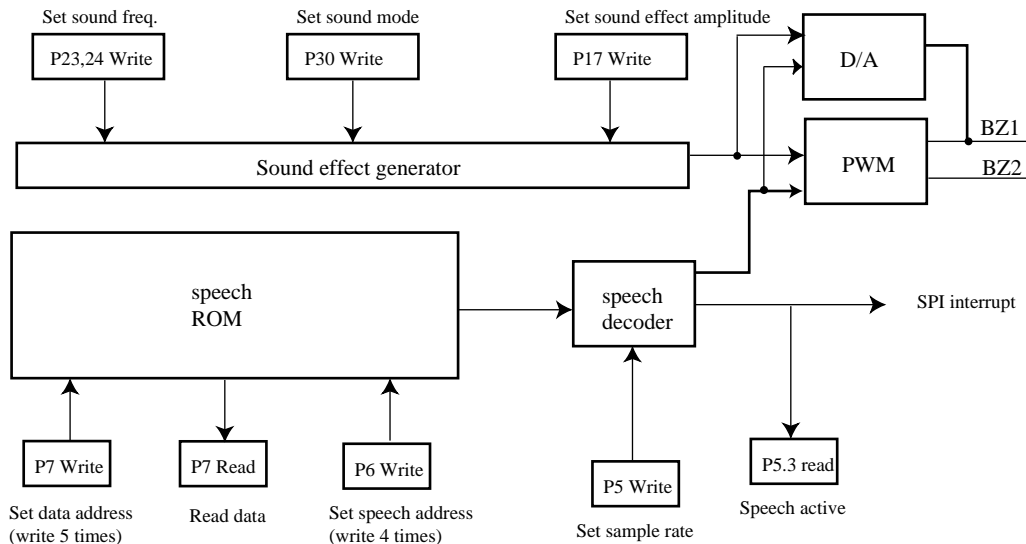 Set sound freq.
Set sound mode
Set sound effect amplitude
P23,24 Write
P30 Write
P17 Write
D/A
Sound effect generator
PWM
BZ1
BZ2
speech
ROM
speech
decoder
SPI interrupt
P7 Write
P7 Read
P6 Write
P5 Write
P5.3 read
Set data address
(write 5 times)
Read data
Set speech address
(write 4 times)
Set sample rate
Speech active